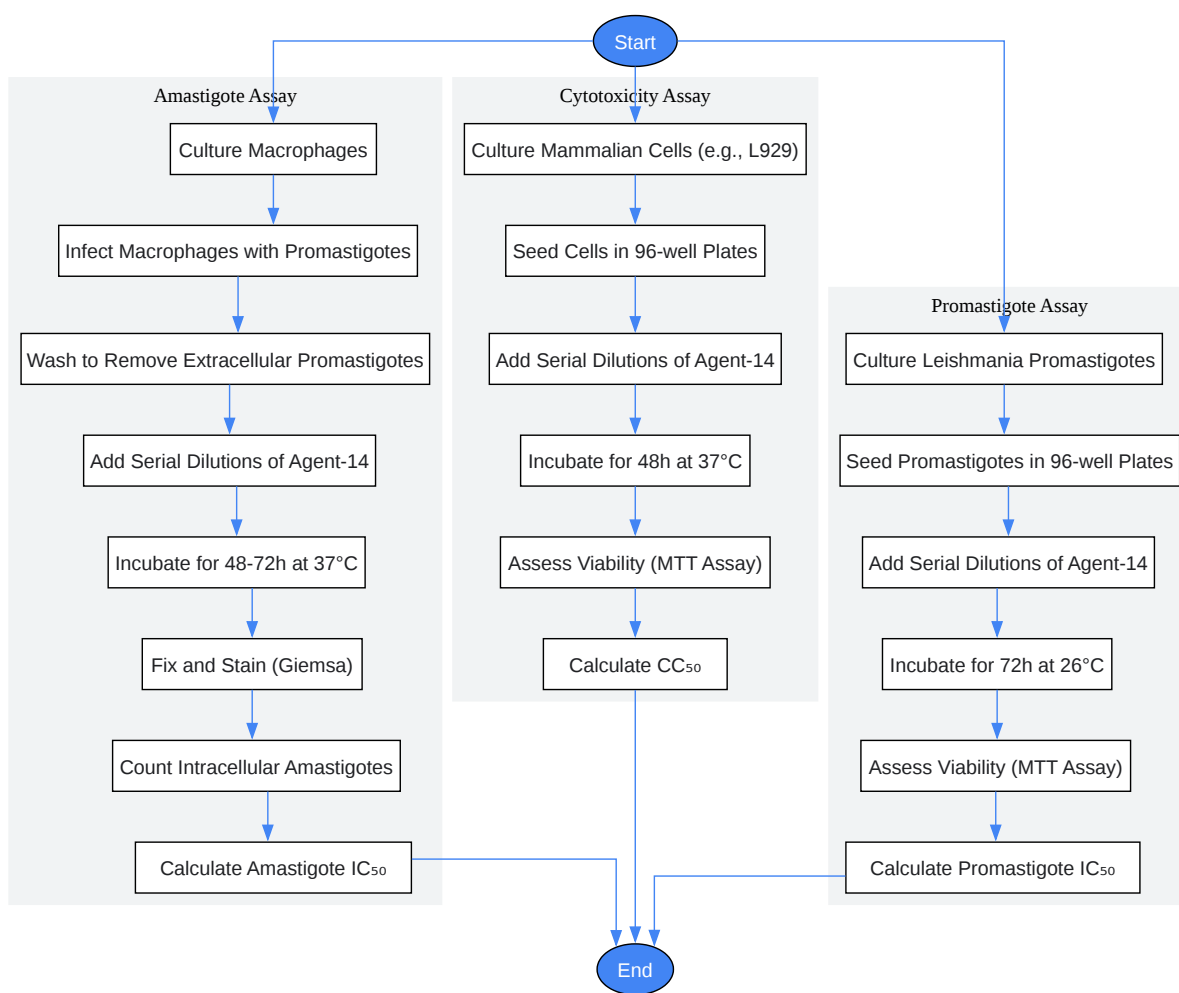 Start
Amastigote Assay
Culture Macrophages
Infect Macrophages with Promastigotes
Wash to Remove Extracellular Promastigotes
Add Serial Dilutions of Agent-14
Incubate for 48-72h at 37°C
Fix and Stain (Giemsa)
Count Intracellular Amastigotes
Calculate Amastigote IC₅₀
Cytotoxicity Assay
Culture Mammalian Cells (e.g., L929)
Seed Cells in 96-well Plates
Add Serial Dilutions of Agent-14
Incubate for 48h at 37°C
Assess Viability (MTT Assay)
Calculate CC₅₀
Promastigote Assay
Culture Leishmania Promastigotes
Seed Promastigotes in 96-well Plates
Add Serial Dilutions of Agent-14
Incubate for 72h at 26°C
Assess Viability (MTT Assay)
Calculate Promastigote IC₅₀
End